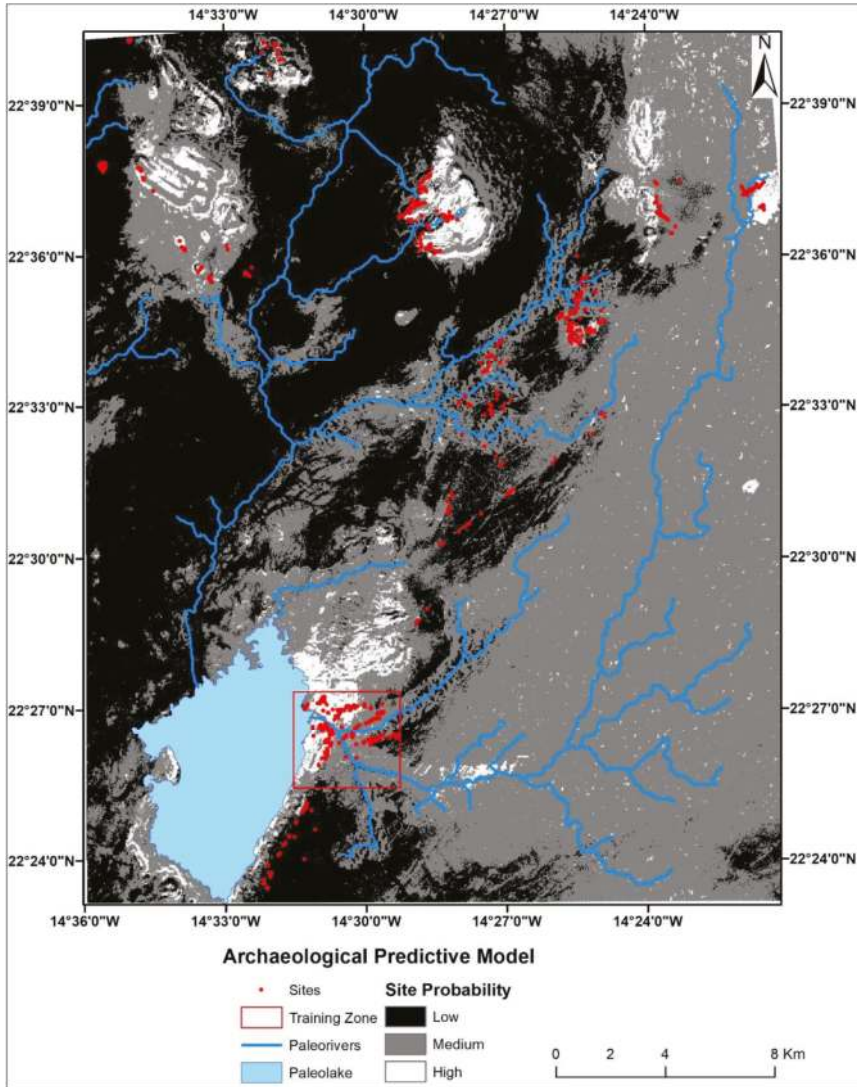 14°33'0"W 14°30'0"W 14°27'0"W 14°24'0"W
N
22°39'0"N 22°39'0"N
22°36'0"N 22°36'0"N
22°33'0"N 22°33'0"N
22°30'0"N 22°30'0"N
22°27'0"N 22°27'0"N
22°24'0"N 22°24'0"N
14°36'0"W 14°33'0"W 14°30'0"W 14°27'0"W 14°24'0"W
Archaeological Predictive Model
Sites Site Probability
Training Zone Low
Paleorivers Medium
Paleolake High
0 2 4 8 Km